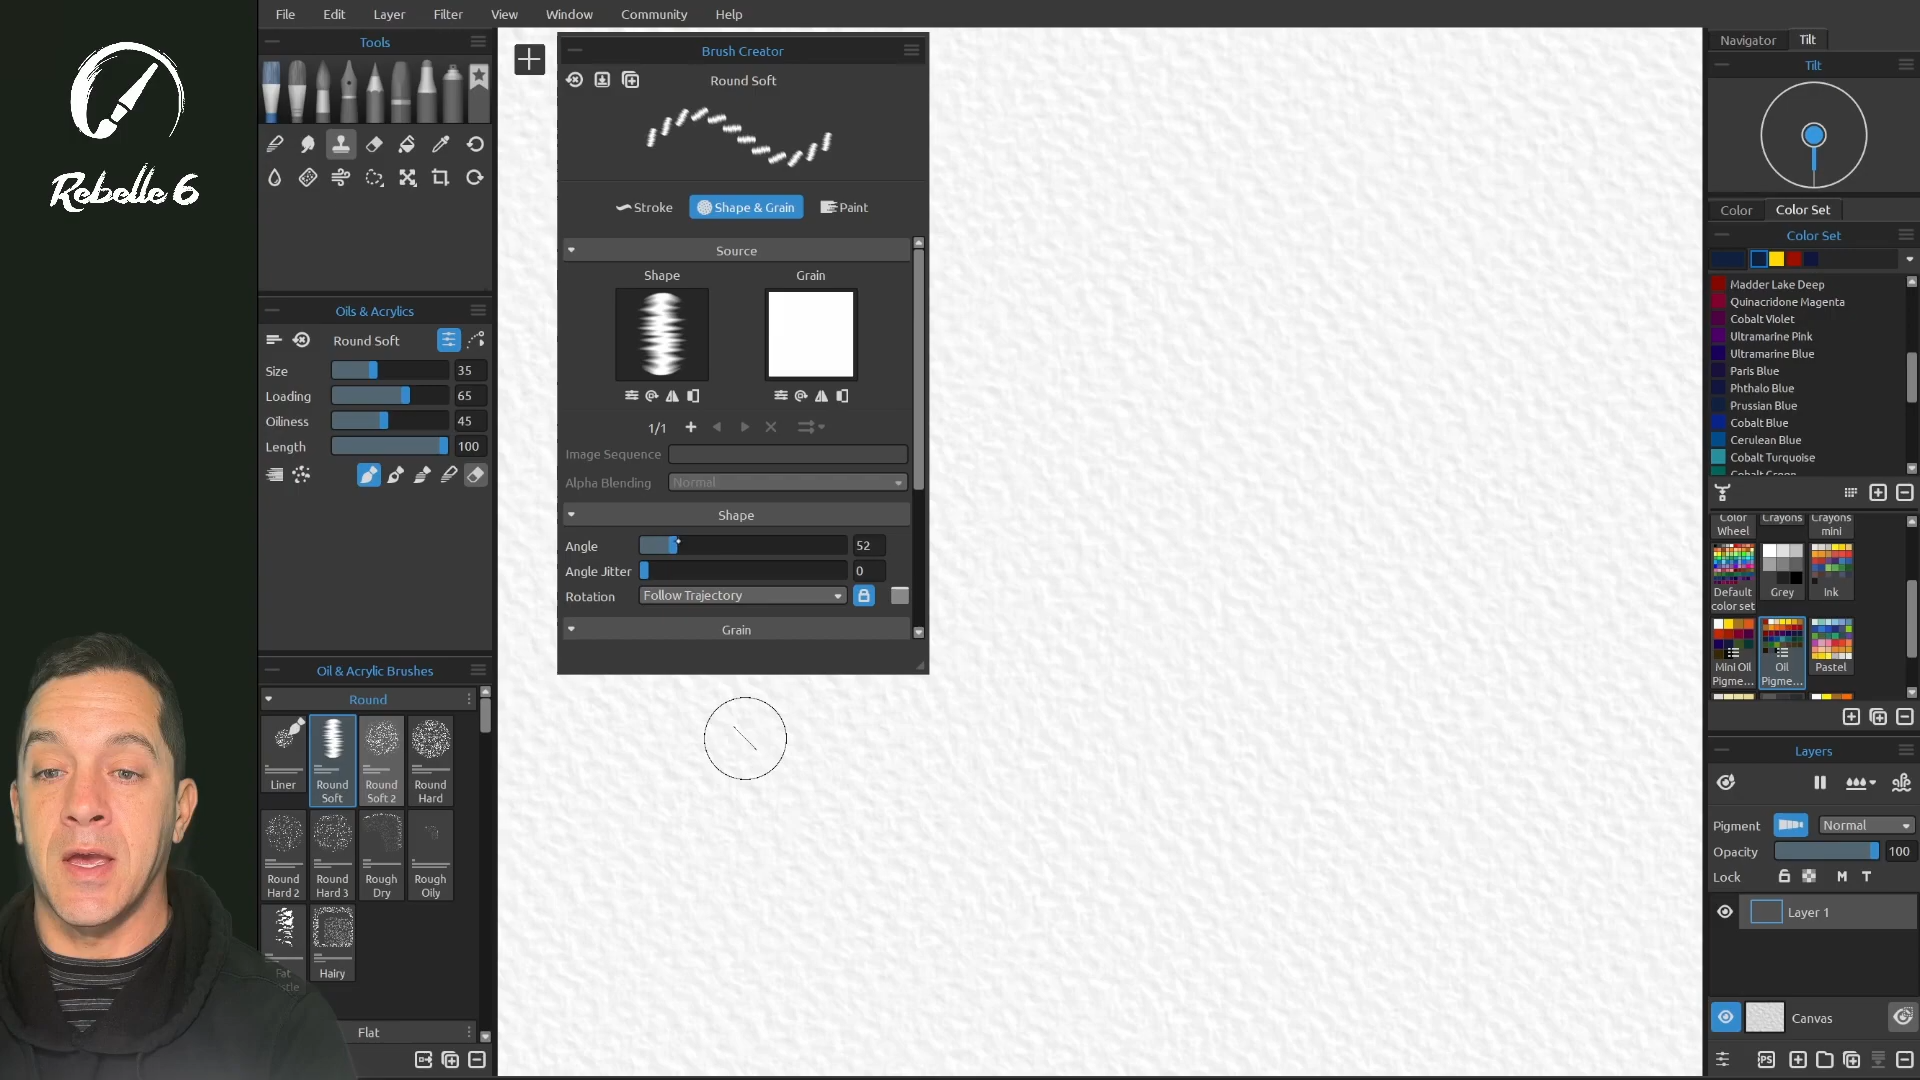 Rebelle 6
File Edit Layer Filter View Window Community Help
Tools
Oils & Acrylics
Round Soft
Size 35
Loading 65
Oiliness 45
Length 100
Oil & Acrylic Brushes
Round
Liner
Round Soft
Round Soft 2
Round Hard
Round Hard 2
Round Hard 3
Rough Dry
Rough Oily
Fat
Hairy
Flat
Brush Creator
Round Soft
Stroke Shape & Grain Paint
Source
Shape Grain
1/1
Image Sequence
Alpha Blending Normal
Shape
Angle 52
Angle Jitter 0
Rotation Follow Trajectory
Grain
Navigator Tilt
Tilt
Color Color Set
Color Set
Madder Lake Deep
Quinacridone Magenta
Cobalt Violet
Ultramarine Pink
Ultramarine Blue
Paris Blue
Phthalo Blue
Prussian Blue
Cobalt Blue
Cerulean Blue
Cobalt Turquoise
Cobalt Green
Color Wheel
Crayons
Crayons mini
Default color set
Grey
Ink
Mini Oil Pigme...
Oil Pigme...
Pastel
Layers
Pigment Normal
Opacity 100
Lock M T
Layer 1
Canvas
PS